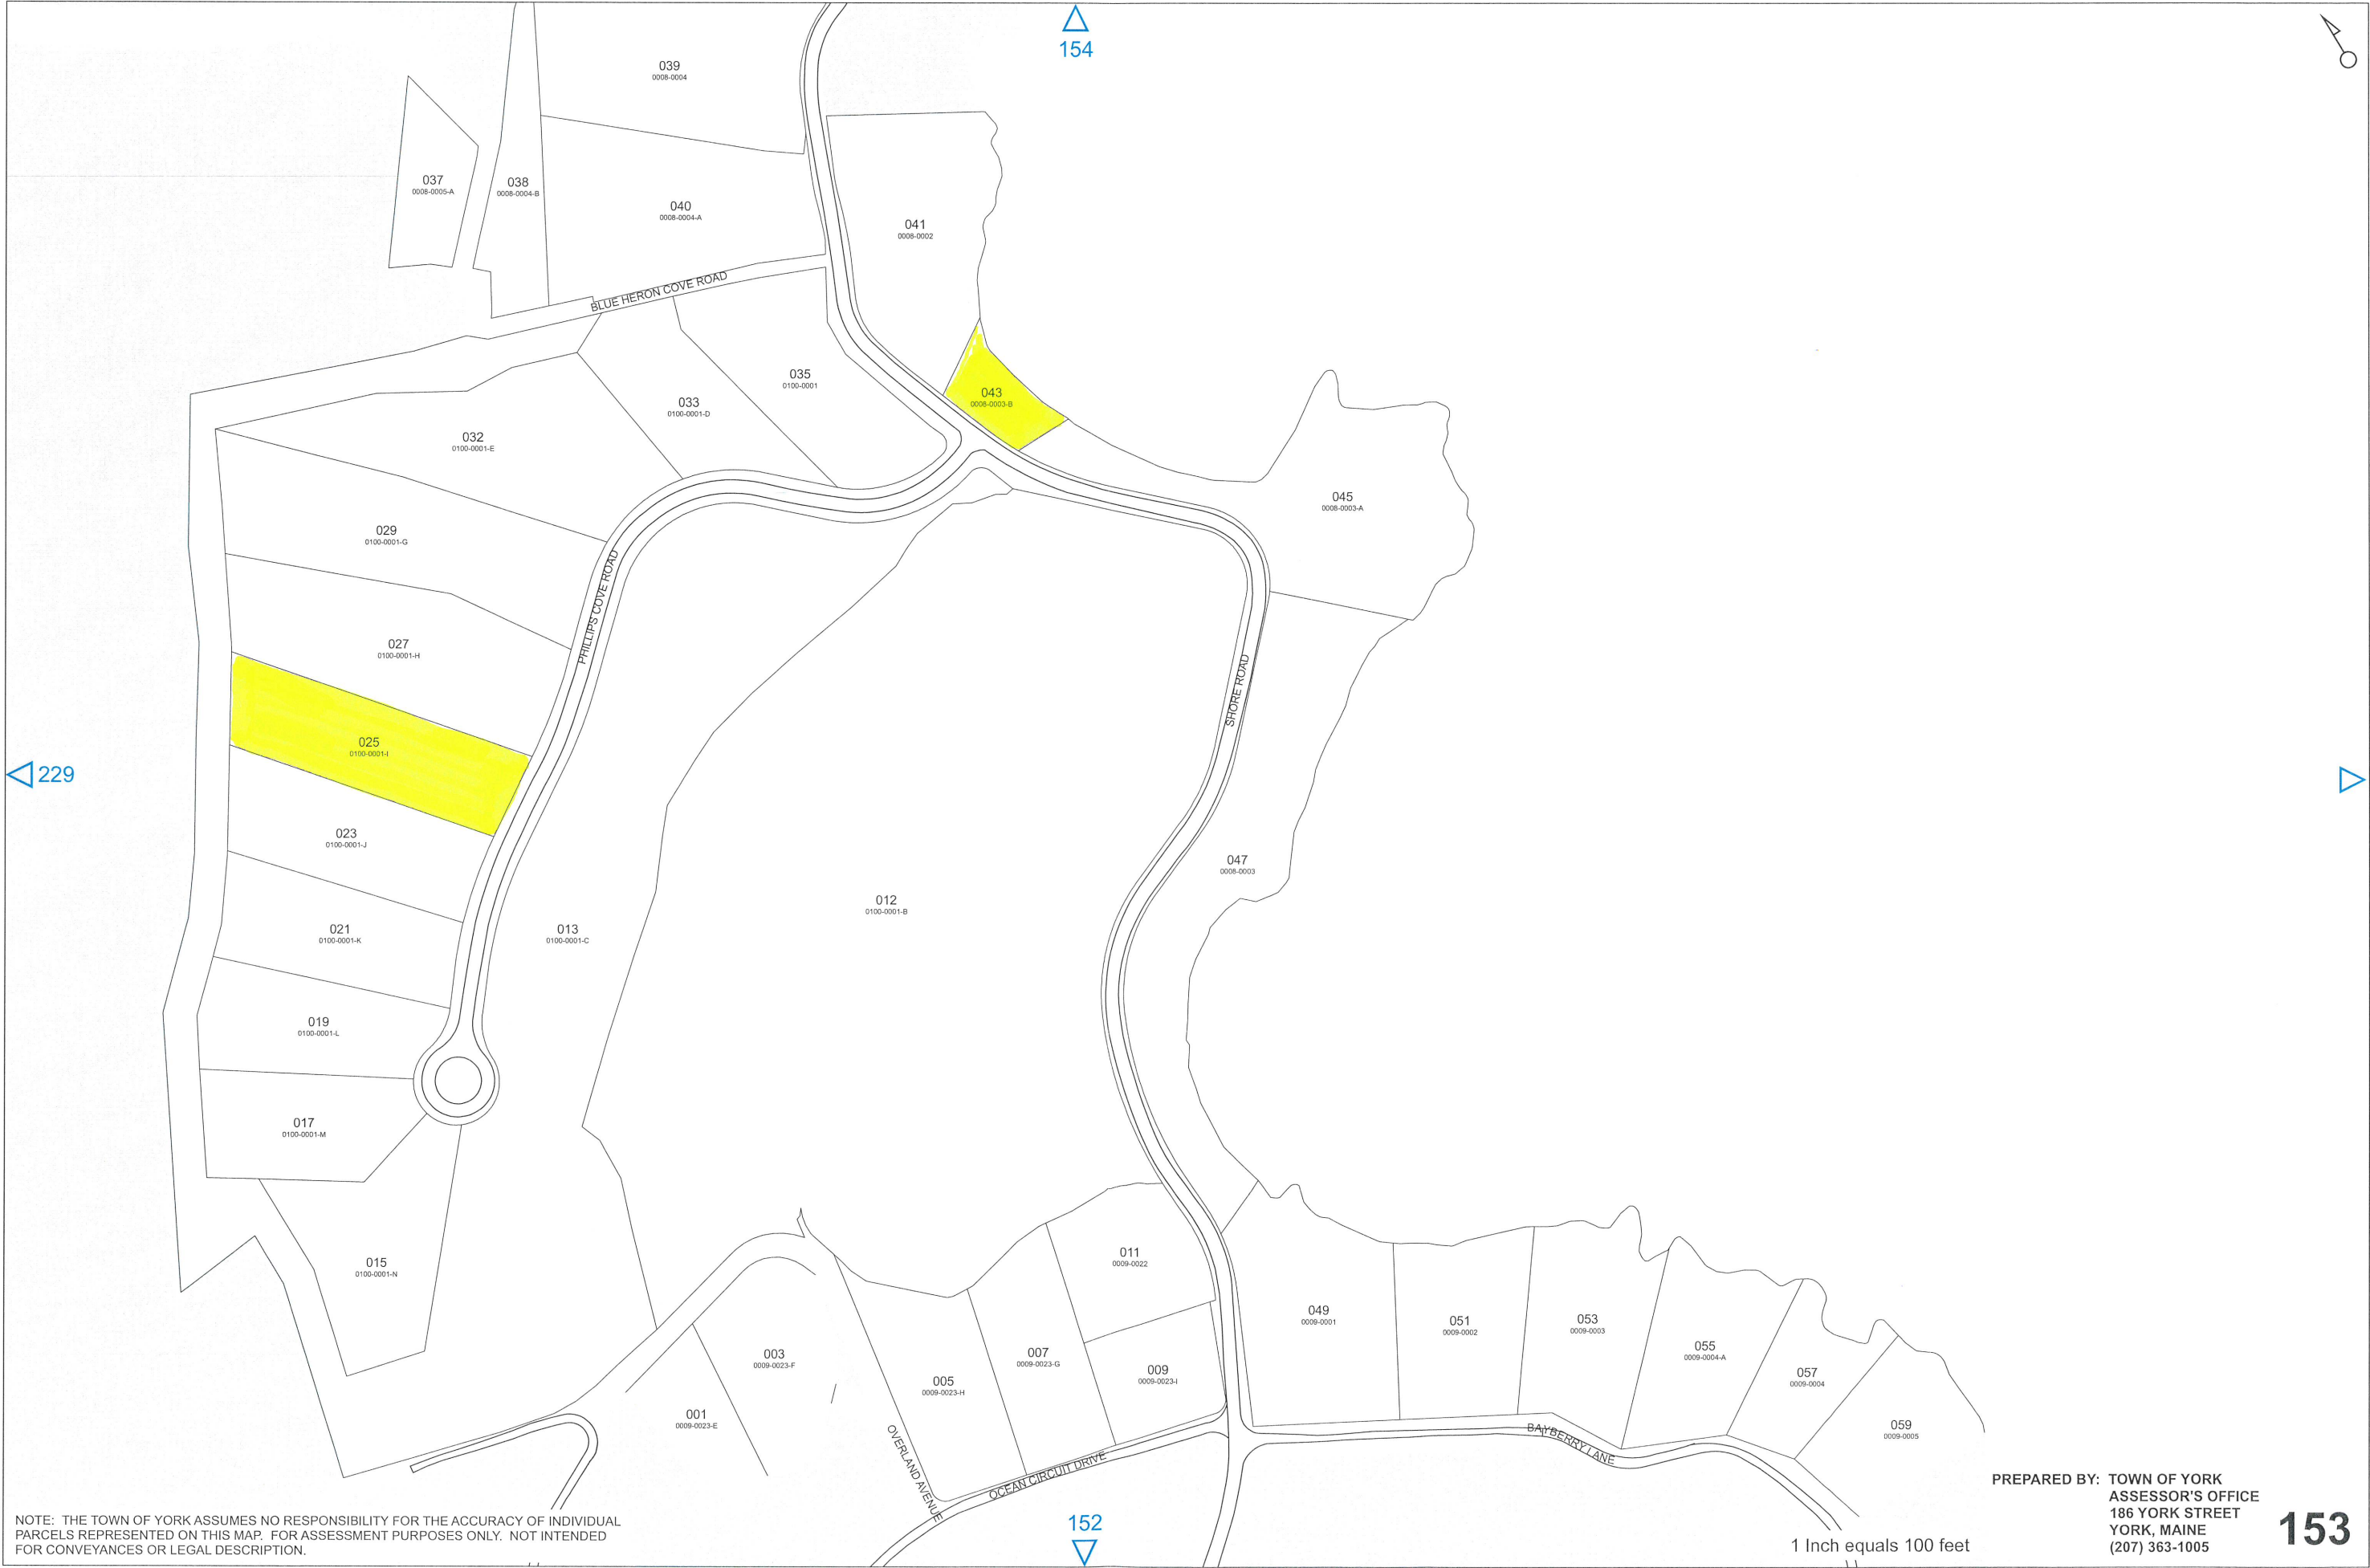 154
039
0008-0004
037
0008-0005-A
038
0008-0004-B
040
0008-0004-A
041
0008-0002
BLUE HERON COVE ROAD
035
0100-0001
033
0100-0001-D
043
0008-0003-B
032
0100-0001-E
045
0008-0003-A
029
0100-0001-G
PHILLIPS COVE ROAD
027
0100-0001-H
SHORE ROAD
025
0100-0001-I
229
023
0100-0001-J
047
0008-0003
012
0100-0001-B
021
0100-0001-K
013
0100-0001-C
019
0100-0001-L
017
0100-0001-M
015
0100-0001-N
011
0009-0022
049
0009-0001
051
0009-0002
053
0009-0003
055
0009-0004-A
003
0009-0023-F
007
0009-0023-G
009
0009-0023-I
005
0009-0023-H
057
0009-0004
001
0009-0023-E
059
0009-0005
OVERLAND AVENUE
OCEAN CIRCUIT DRIVE
BAYBERRY LANE
152
NOTE: THE TOWN OF YORK ASSUMES NO RESPONSIBILITY FOR THE ACCURACY OF INDIVIDUAL
PARCELS REPRESENTED ON THIS MAP. FOR ASSESSMENT PURPOSES ONLY. NOT INTENDED
FOR CONVEYANCES OR LEGAL DESCRIPTION.
1 Inch equals 100 feet
PREPARED BY: TOWN OF YORK
ASSESSOR'S OFFICE
186 YORK STREET
YORK, MAINE
(207) 363-1005
153